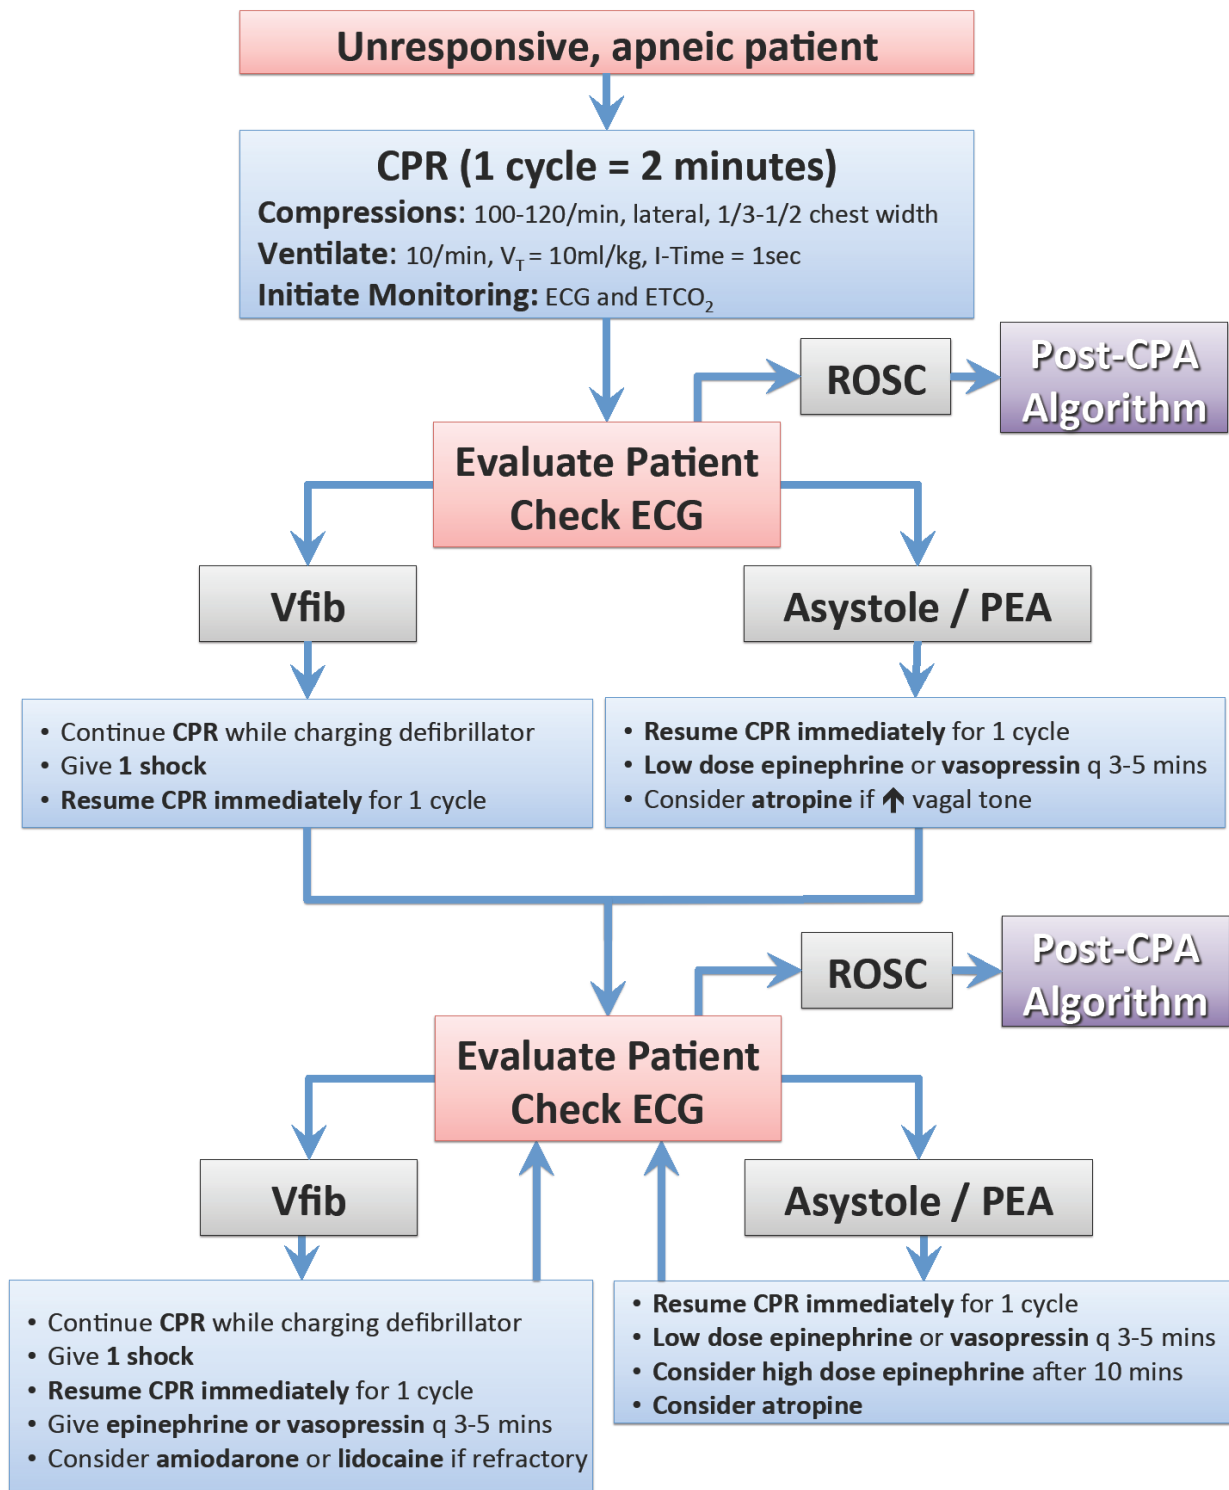 Unresponsive, apneic patient
CPR (1 cycle = 2 minutes)
Compressions: 100-120/min, lateral, 1/3-1/2 chest width
Ventilate: 10/min, VT = 10ml/kg, I-Time = 1sec
Initiate Monitoring: ECG and ETCO2
ROSC
Post-CPA
Algorithm
Evaluate Patient
Check ECG
Vfib
Asystole / PEA
• Continue CPR while charging defibrillator
• Give 1 shock
• Resume CPR immediately for 1 cycle
• Resume CPR immediately for 1 cycle
• Low dose epinephrine or vasopressin q 3-5 mins
• Consider atropine if ↑ vagal tone
ROSC
Post-CPA
Algorithm
Evaluate Patient
Check ECG
Vfib
Asystole / PEA
• Continue CPR while charging defibrillator
• Give 1 shock
• Resume CPR immediately for 1 cycle
• Give epinephrine or vasopressin q 3-5 mins
• Consider amiodarone or lidocaine if refractory
• Resume CPR immediately for 1 cycle
• Low dose epinephrine or vasopressin q 3-5 mins
• Consider high dose epinephrine after 10 mins
• Consider atropine